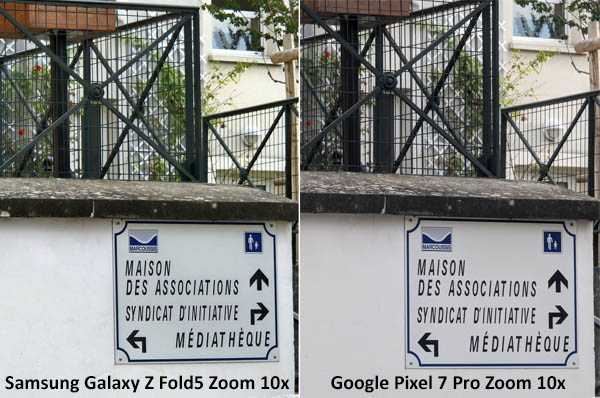 MARCOUSSIS
MAISON
DES ASSOCIATIONS
SYNDICAT D'INITIATIVE
MÉDIATHÈQUE
Samsung Galaxy Z Fold5 Zoom 10x
MARCOUSSIS
MAISON
DES ASSOCIATIONS
SYNDICAT D'INITIATIVE
MÉDIATHÈQUE
Google Pixel 7 Pro Zoom 10x